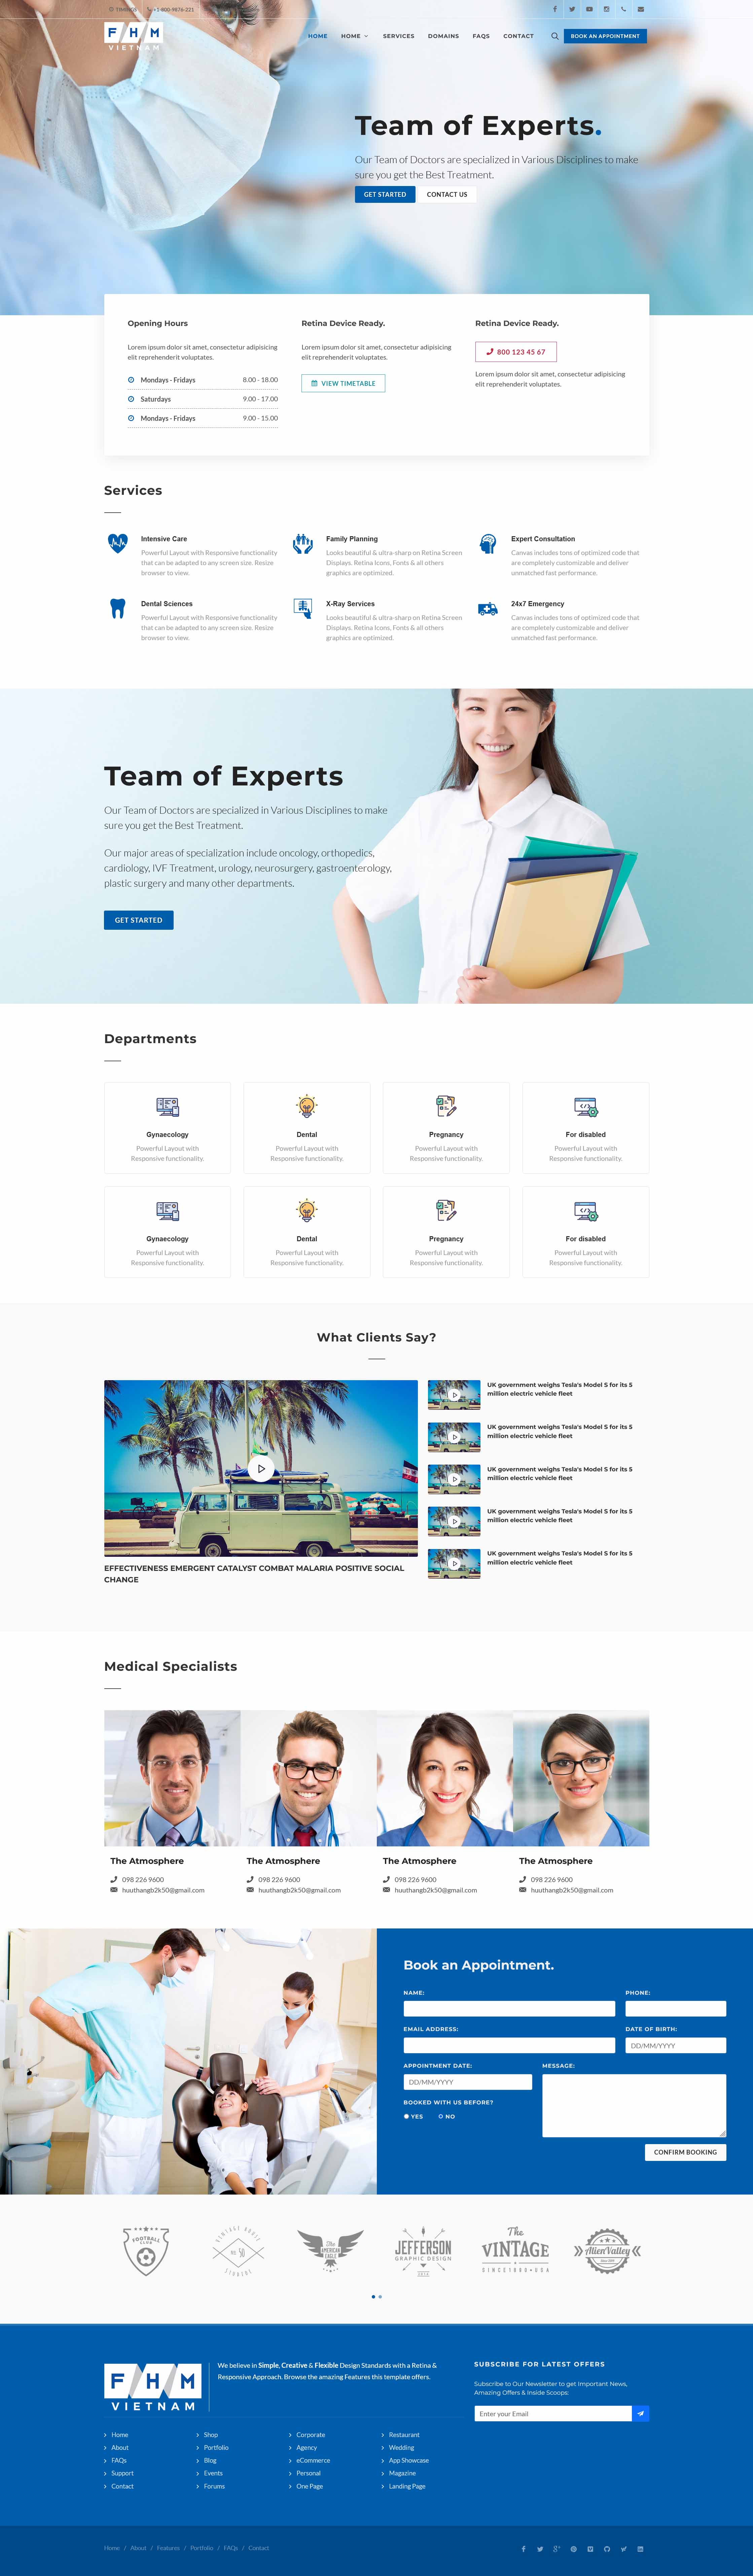 +1-800-9876-221
FHM
VIETNAM
HOME
HOME
SERVICES
DOMAINS
FAQS
CONTACT
BOOK AN APPOINTMENT
Team of Experts.
Our Team of Doctors are specialized in Various Disciplines to make
sure you get the Best Treatment.
GET STARTED
CONTACT US
Opening Hours
Lorem ipsum dolor sit amet, consectetur adipisicing
elit reprehenderit voluptates.
Mondays - Fridays 8.00 - 18.00
Saturdays 9.00 - 17.00
Mondays - Fridays 9.00 - 15.00
Retina Device Ready.
Lorem ipsum dolor sit amet, consectetur adipisicing
elit reprehenderit voluptates.
VIEW TIMETABLE
Retina Device Ready.
800 123 45 67
Lorem ipsum dolor sit amet, consectetur adipisicing
elit reprehenderit voluptates.
Services
Intensive Care
Powerful Layout with Responsive functionality
that can be adapted to any screen size. Resize
browser to view.
Family Planning
Looks beautiful & ultra-sharp on Retina Screen
Displays. Retina Icons, Fonts & all others
graphics are optimized.
Expert Consultation
Canvas includes tons of optimized code that
are completely customizable and deliver
unmatched fast performance.
Dental Sciences
Powerful Layout with Responsive functionality
that can be adapted to any screen size. Resize
browser to view.
X-Ray Services
Looks beautiful & ultra-sharp on Retina Screen
Displays. Retina Icons, Fonts & all others
graphics are optimized.
24x7 Emergency
Canvas includes tons of optimized code that
are completely customizable and deliver
unmatched fast performance.
Team of Experts
Our Team of Doctors are specialized in Various Disciplines to make
sure you get the Best Treatment.
Our major areas of specialization include oncology, orthopedics,
cardiology, IVF Treatment, urology, neurosurgery, gastroenterology,
plastic surgery and many other departments.
GET STARTED
Departments
Gynaecology
Powerful Layout with
Responsive functionality.
Dental
Powerful Layout with
Responsive functionality.
Pregnancy
Powerful Layout with
Responsive functionality.
For disabled
Powerful Layout with
Responsive functionality.
Gynaecology
Powerful Layout with
Responsive functionality.
Dental
Powerful Layout with
Responsive functionality.
Pregnancy
Powerful Layout with
Responsive functionality.
For disabled
Powerful Layout with
Responsive functionality.
What Clients Say?
EFFECTIVENESS EMERGENT CATALYST COMBAT MALARIA POSITIVE SOCIAL
CHANGE
UK government weighs Tesla's Model S for its 5
million electric vehicle fleet
UK government weighs Tesla's Model S for its 5
million electric vehicle fleet
UK government weighs Tesla's Model S for its 5
million electric vehicle fleet
UK government weighs Tesla's Model S for its 5
million electric vehicle fleet
UK government weighs Tesla's Model S for its 5
million electric vehicle fleet
Medical Specialists
The Atmosphere
098 226 9600
huuthangb2k50@gmail.com
The Atmosphere
098 226 9600
huuthangb2k50@gmail.com
The Atmosphere
098 226 9600
huuthangb2k50@gmail.com
The Atmosphere
098 226 9600
huuthangb2k50@gmail.com
Book an Appointment.
NAME:
PHONE:
EMAIL ADDRESS:
DATE OF BIRTH:
DD/MM/YYYY
APPOINTMENT DATE:
DD/MM/YYYY
MESSAGE:
BOOKED WITH US BEFORE?
YES NO
CONFIRM BOOKING
FOOTBALL
CLUB
NO 56
The
AMERICAN
EAGLE
JEFFERSON
GRAPHIC DESIGN
The
VINTAGE
SINCE 1980 • USA
AlienValley
FHM
VIETNAM
We believe in Simple, Creative & Flexible Design Standards with a Retina &
Responsive Approach. Browse the amazing Features this template offers.
Home
About
FAQs
Support
Contact
Shop
Portfolio
Blog
Events
Forums
Corporate
Agency
eCommerce
Personal
One Page
Restaurant
Wedding
App Showcase
Magazine
Landing Page
SUBSCRIBE FOR LATEST OFFERS
Subscribe to Our Newsletter to get Important News,
Amazing Offers & Inside Scoops:
Enter your Email
Home / About / Features / Portfolio / FAQs / Contact